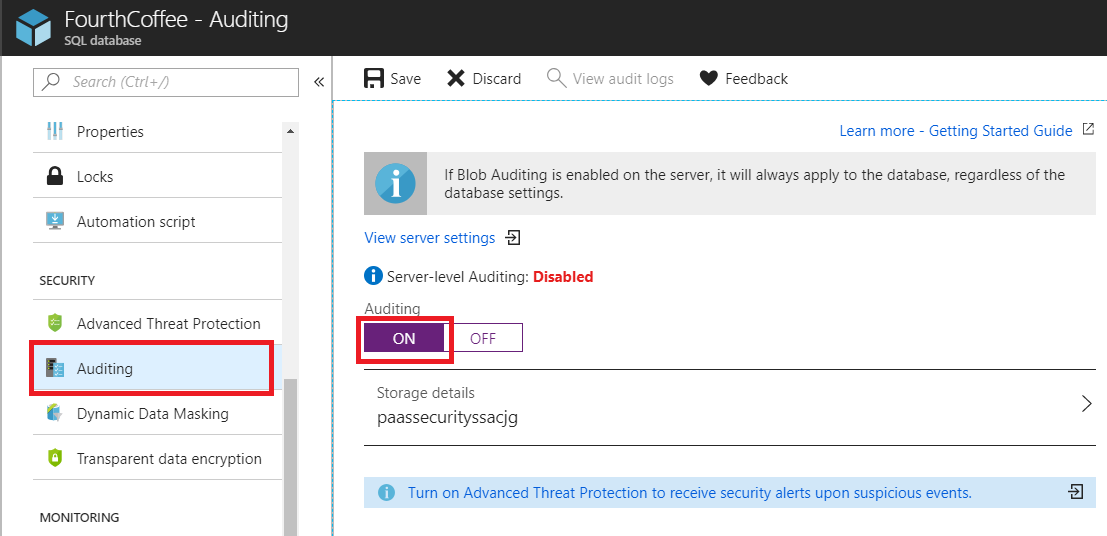 FourthCoffee - Auditing
SQL database
Search (Ctrl+/)
«
Properties
Locks
Automation script
SECURITY
Advanced Threat Protection
Auditing
Dynamic Data Masking
Transparent data encryption
MONITORING
Save
Discard
View audit logs
Feedback
Learn more - Getting Started Guide
If Blob Auditing is enabled on the server, it will always apply to the database, regardless of the
database settings.
View server settings
Server-level Auditing: Disabled
Auditing
ON
OFF
Storage details
paassecurityssacjg
Turn on Advanced Threat Protection to receive security alerts upon suspicious events.